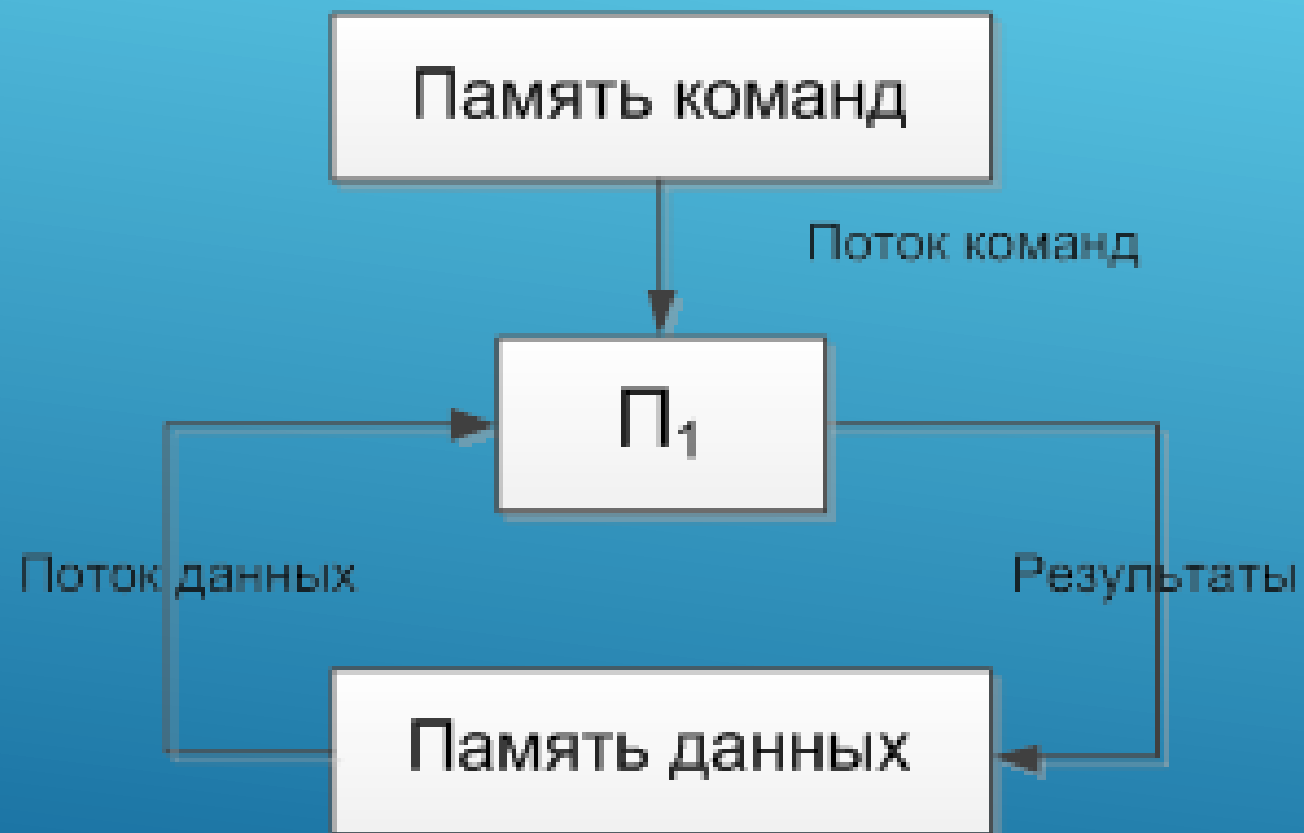 Память команд
Поток команд
П₁
Поток данных
Результаты
Память данных